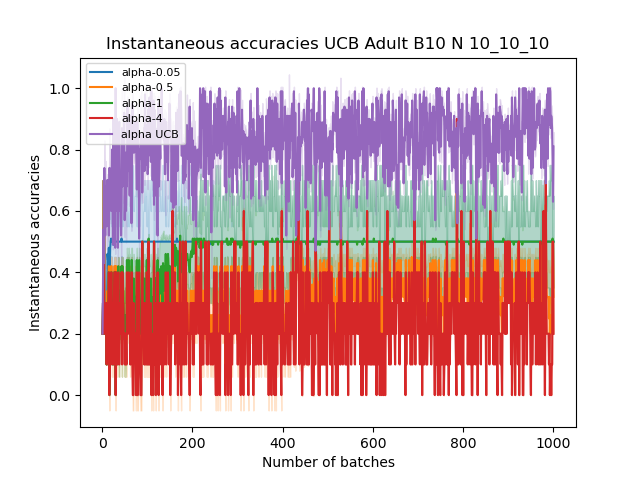 Instantaneous accuracies UCB Adult B10 N 10_10_10
alpha-0.05
alpha-0.5
alpha-1
alpha-4
alpha UCB
1.0
0.8
0.6
0.4
0.2
0.0
Instantaneous accuracies
0
200
400
600
800
1000
Number of batches